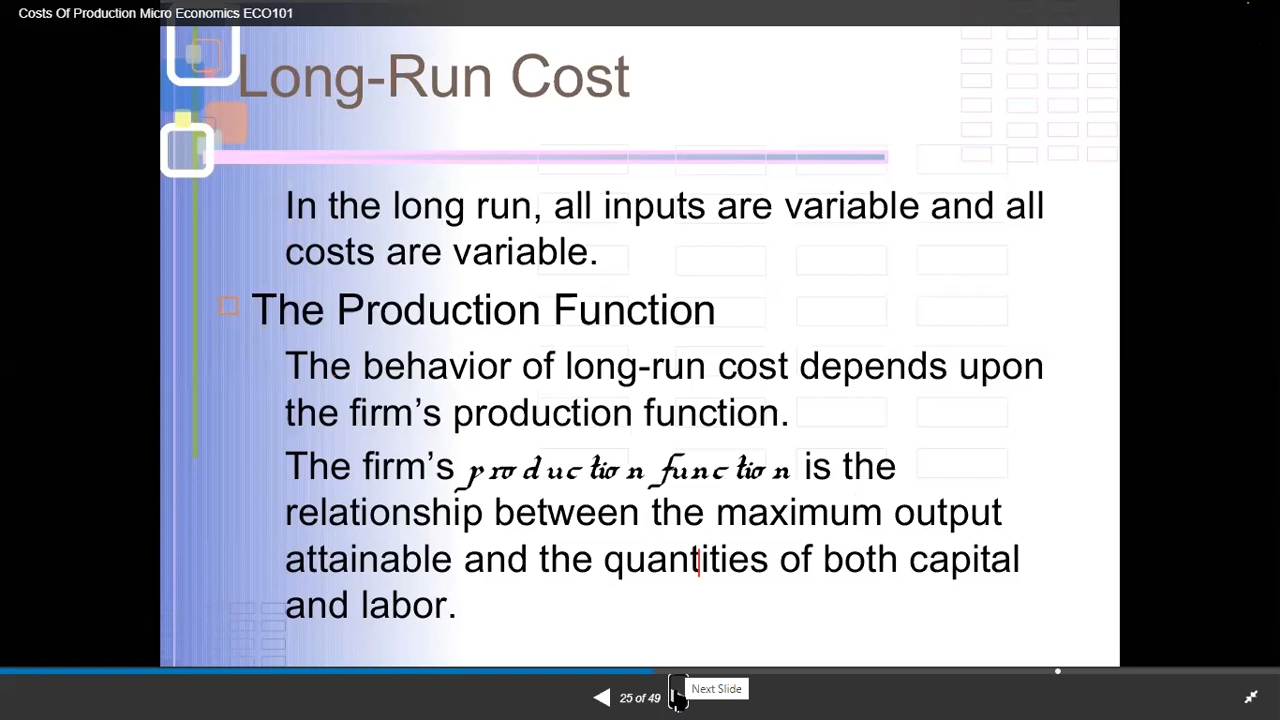 Costs Of Production Micro Economics ECO101
Long-Run Cost
In the long run, all inputs are variable and all
costs are variable.
The Production Function
The behavior of long-run cost depends upon
the firm’s production function.
The firm’s production function is the
relationship between the maximum output
attainable and the quantities of both capital
and labor.
25 of 49
Next Slide